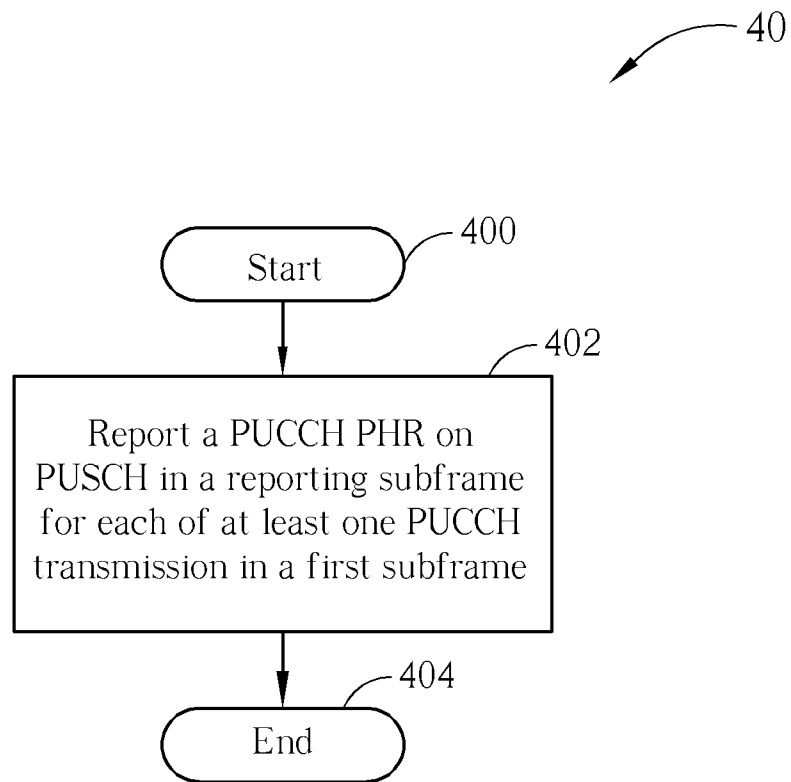 40
Start
400
402
Report a PUCCH PHR on
PUSCH in a reporting subframe
for each of at least one PUCCH
transmission in a first subframe
404
End